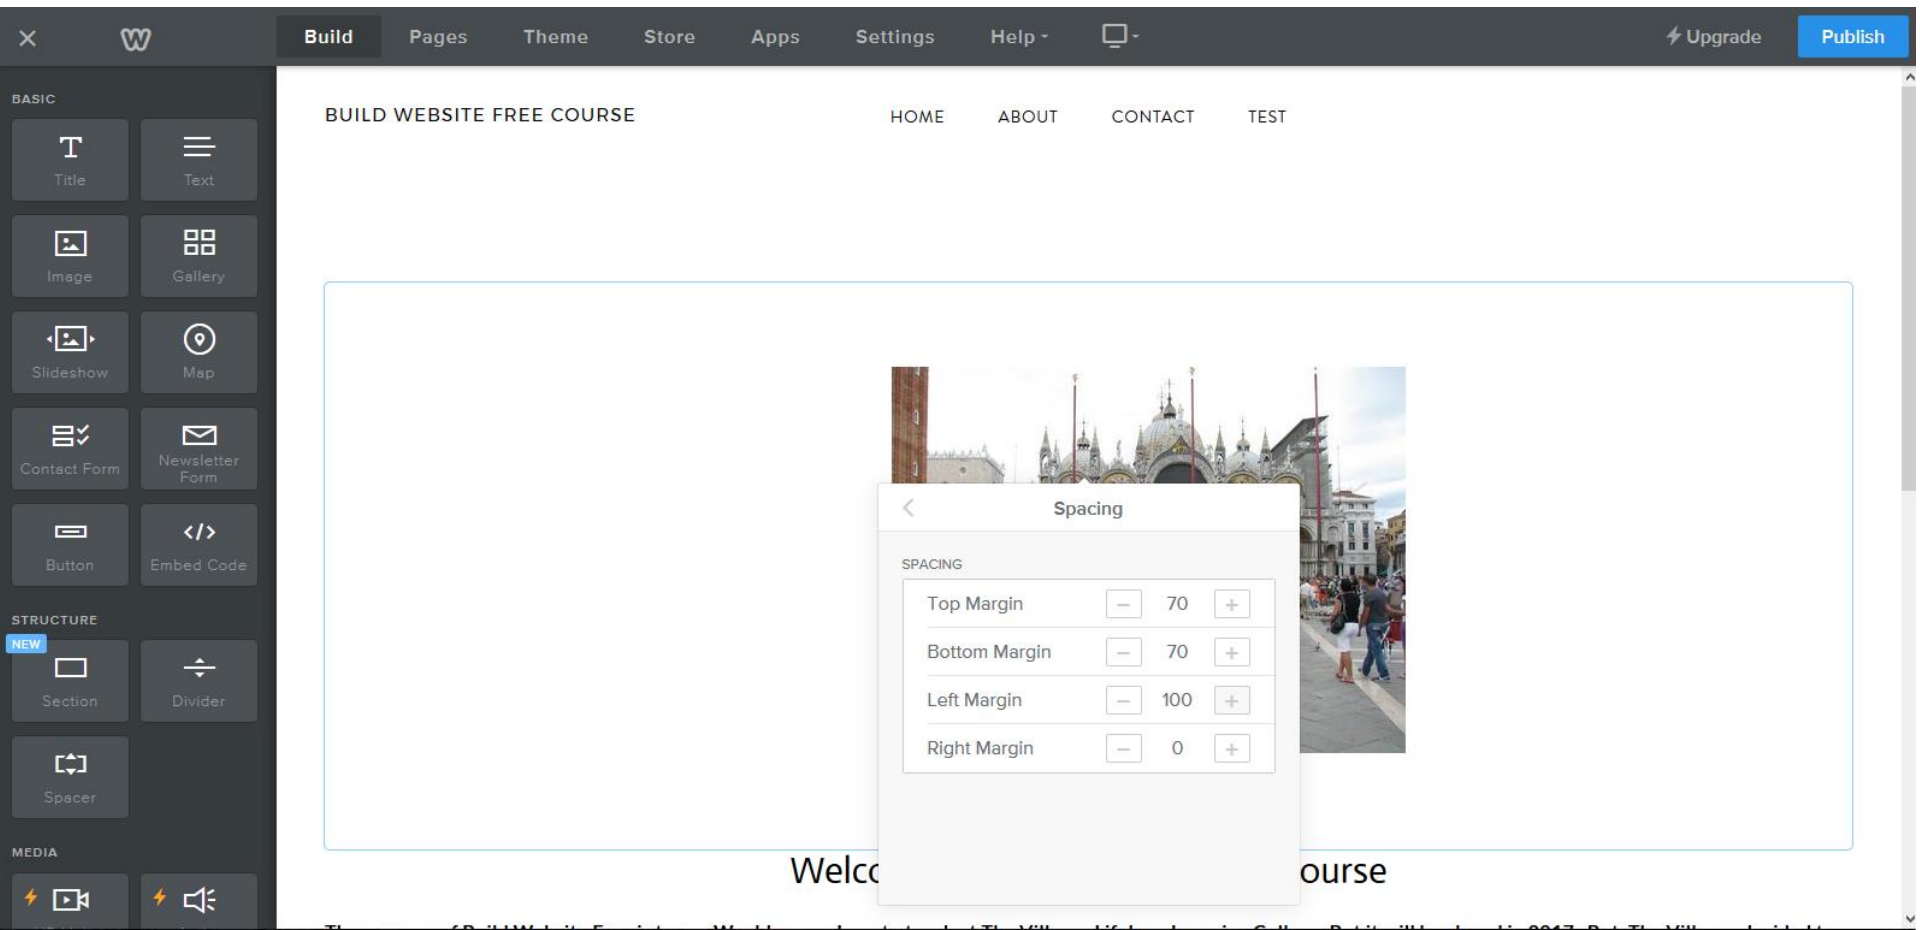 Build Pages Theme Store Apps Settings Help Upgrade Publish
BASIC
Title Text
Image Gallery
Slideshow Map
Contact Form Newsletter Form
Button Embed Code
STRUCTURE
NEW
Section Divider
Spacer
MEDIA
BUILD WEBSITE FREE COURSE HOME ABOUT CONTACT TEST
Spacing
SPACING
Top Margin 70
Bottom Margin 70
Left Margin 100
Right Margin 0